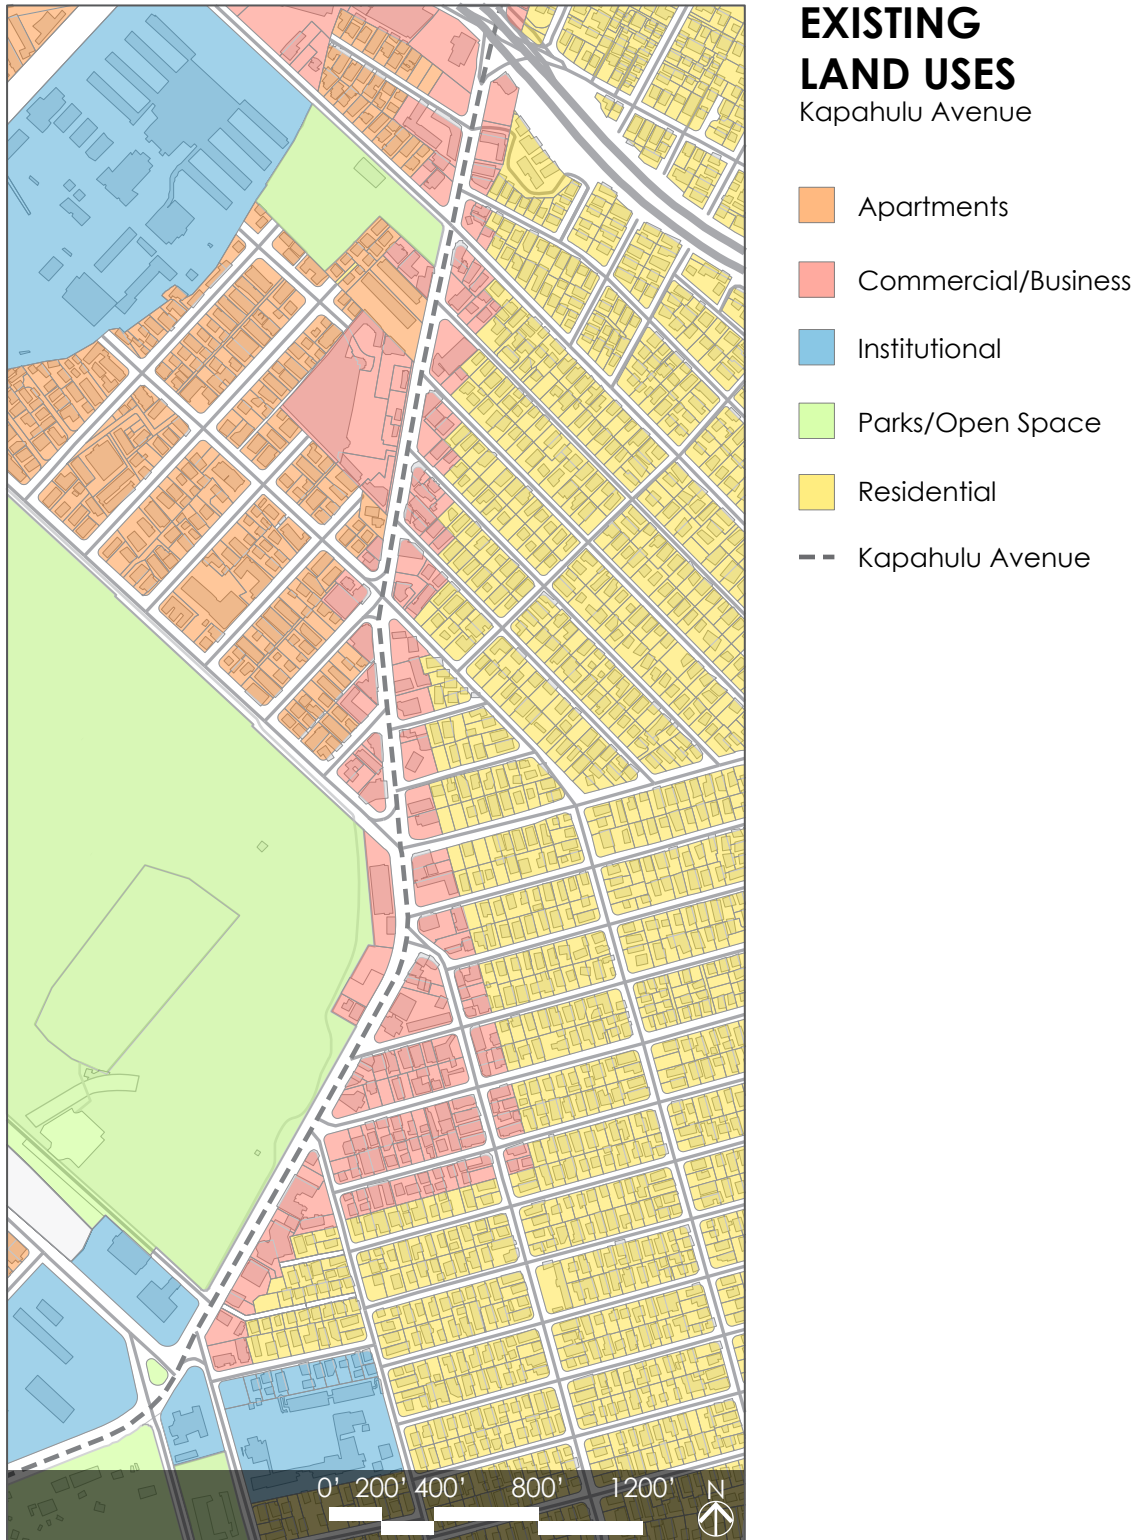 EXISTING
LAND USES
Kapahulu Avenue
Apartments
Commercial/Business
Institutional
Parks/Open Space
Residential
Kapahulu Avenue
0' 200' 400' 800' 1200' N